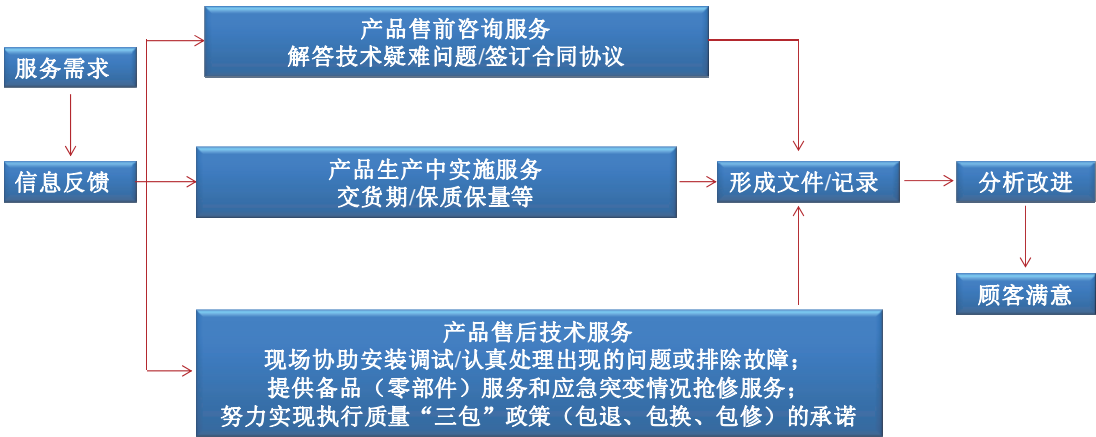 服务需求
信息反馈
产品售前咨询服务
解答技术疑难问题/签订合同协议
产品生产中实施服务
交货期/保质保量等
产品售后技术服务
现场协助安装调试/认真处理出现的问题或排除故障；
提供备品（零部件）服务和应急突变情况抢修服务；
努力实现执行质量“三包”政策（包退、包换、包修）的承诺
形成文件/记录
分析改进
顾客满意